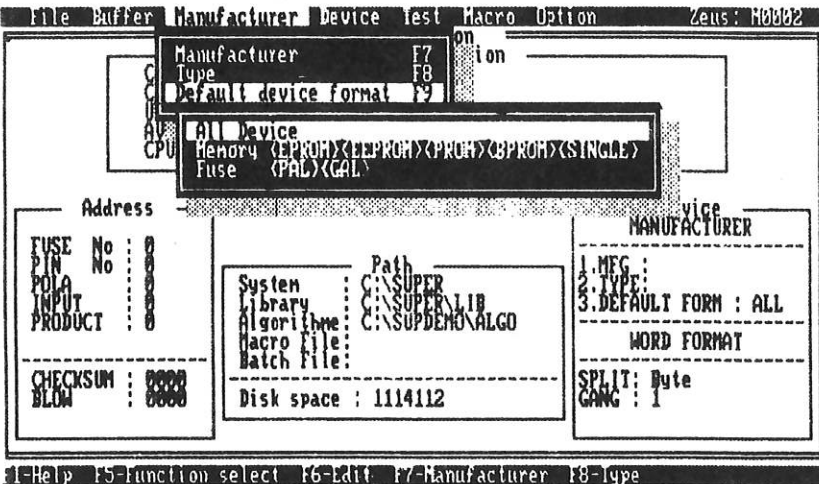 File Buffer Manufacturer Device Test Macro Option Zeus: M0002
on
ion
Manufacturer F7
Type F8
Default device format F9
All Device
Memory <EPROM><EEPROM><PROM><BPROM><SINGLE>
Fuse <PAL><GAL>
CPU
Address
FUSE No : 0
PIN No : 0
POLA : 0
INPUT : 0
PRODUCT : 0
CHECKSUM : 0000
BLOW : 0000
Path
System : C:\SUPER
Library : C:\SUPER\LIB
Algorithme: C:\SUPDEMO\ALGO
Macro File:
Batch File:
Disk space : 1114112
vice
MANUFACTURER
1.MFG :
2.TYPE:
3.DEFAULT FORM : ALL
WORD FORMAT
SPLIT: Byte
GANG : 1
F1-Help F5-Function select F6-Edit F7-Manufacturer F8-Type